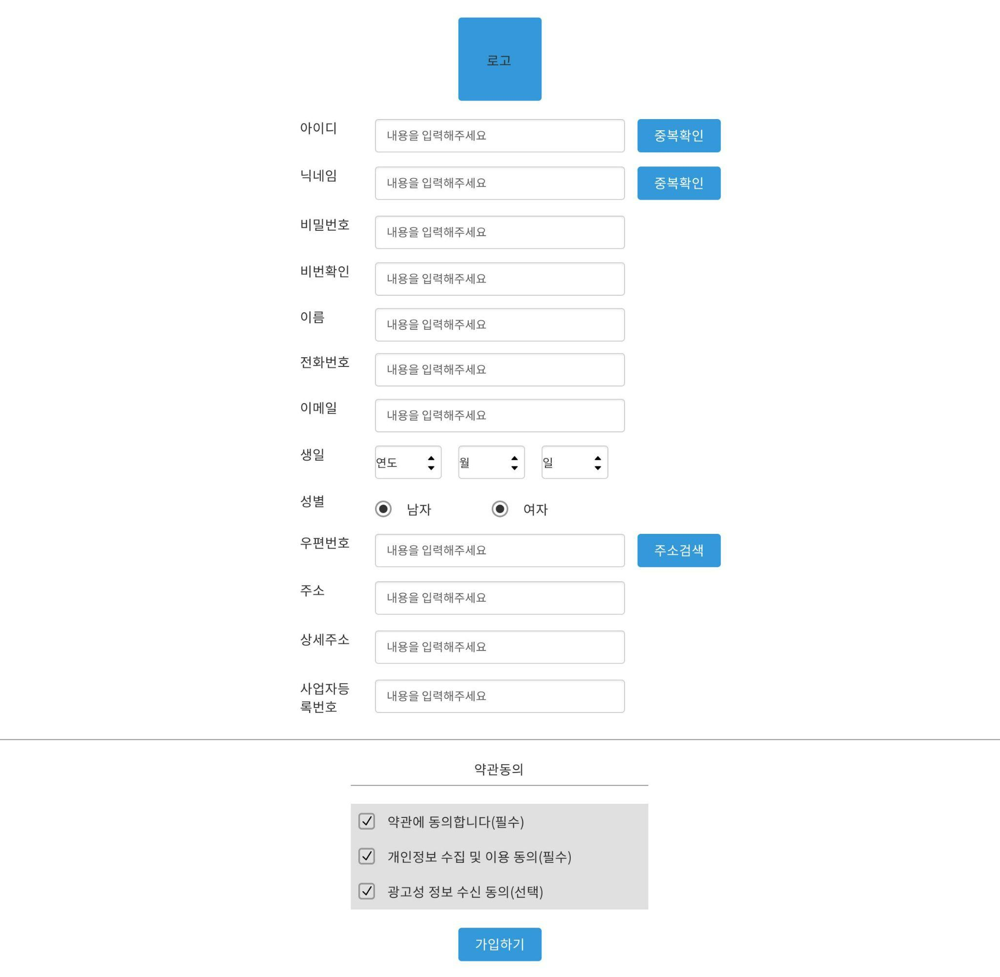 로고
아이디 내용을 입력해주세요 중복확인
닉네임 내용을 입력해주세요 중복확인
비밀번호 내용을 입력해주세요
비번확인 내용을 입력해주세요
이름 내용을 입력해주세요
전화번호 내용을 입력해주세요
이메일 내용을 입력해주세요
생일 연도 월 일
성별 남자 여자
우편번호 내용을 입력해주세요 주소검색
주소 내용을 입력해주세요
상세주소 내용을 입력해주세요
사업자등
록번호
내용을 입력해주세요
약관동의
약관에 동의합니다(필수)
개인정보 수집 및 이용 동의(필수)
광고성 정보 수신 동의(선택)
가입하기